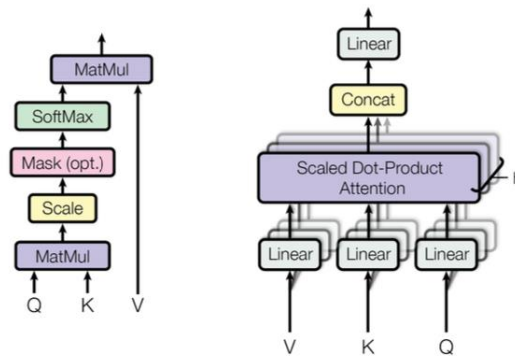 MatMul
SoftMax
Mask (opt.)
Scale
MatMul
Q K V
Linear
Concat
Scaled Dot-Product
Attention
Linear Linear Linear
V K Q